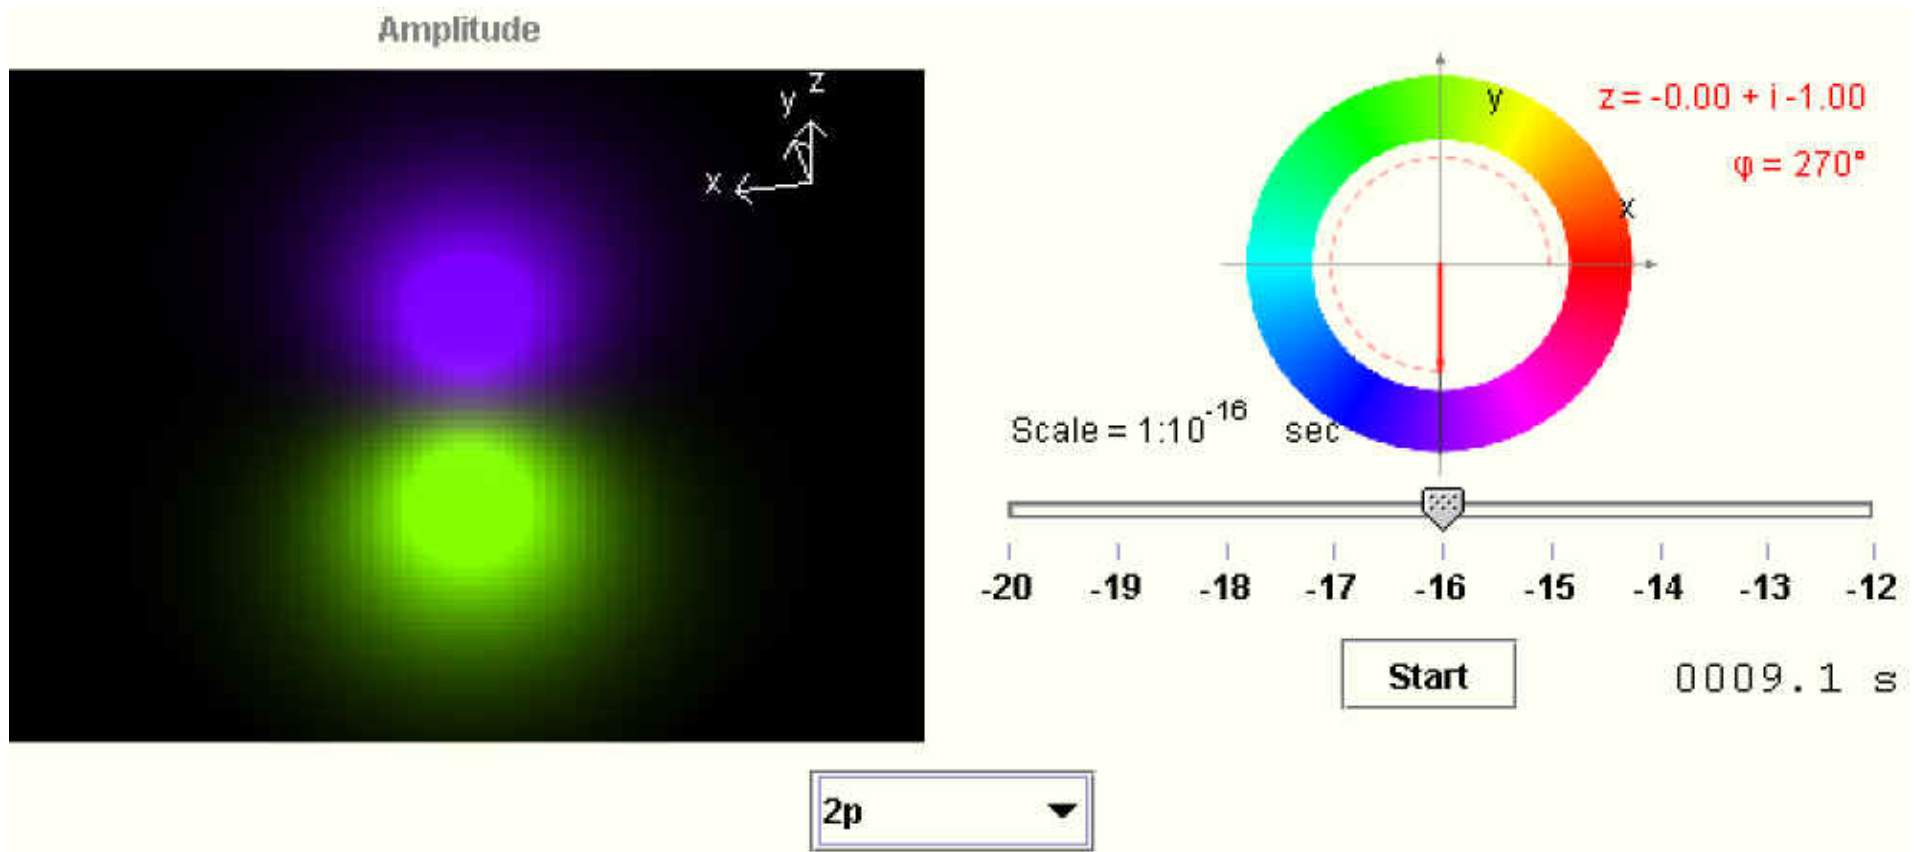 Amplitude
z
y
x
y
x
z = -0.00 + i -1.00
φ = 270°
Scale = 1:10⁻¹⁶ sec
-20 -19 -18 -17 -16 -15 -14 -13 -12
Start
0009.1 s
2p